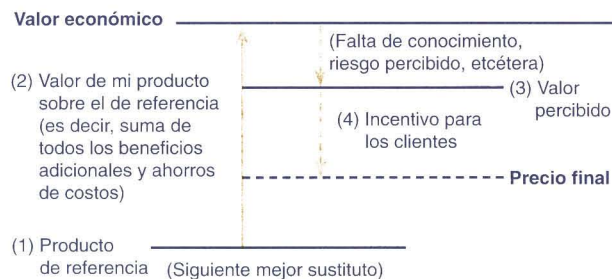 Valor económico
(Falta de conocimiento,
riesgo percibido, etcétera)
(2) Valor de mi producto
sobre el de referencia
(es decir, suma de
todos los beneficios
adicionales y ahorros
de costos)
(3) Valor
percibido
(4) Incentivo para
los clientes
Precio final
(1) Producto
de referencia
(Siguiente mejor sustituto)